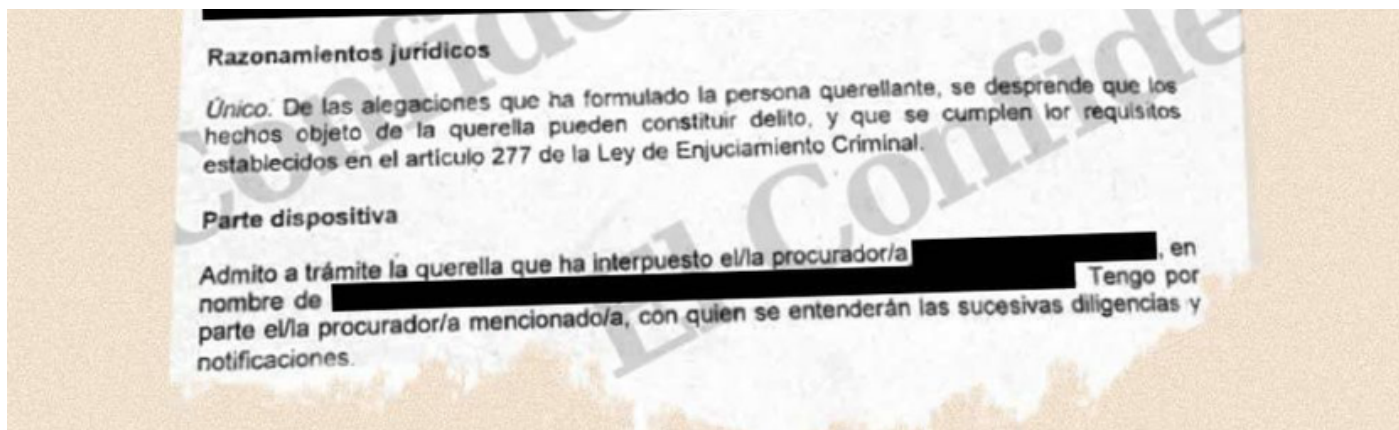 Razonamientos jurídicos
Único. De las alegaciones que ha formulado la persona querellante, se desprende que los
hechos objeto de la querella pueden constituir delito, y que se cumplen lor requisitos
establecidos en el artículo 277 de la Ley de Enjuciamiento Criminal.
Parte dispositiva
Admito a trámite la querella que ha interpuesto el/la procurador/a , en
nombre de Tengo por
parte el/la procurador/a mencionado/a, con quien se entenderán las sucesivas diligencias y
notificaciones.
Confide
El Confide